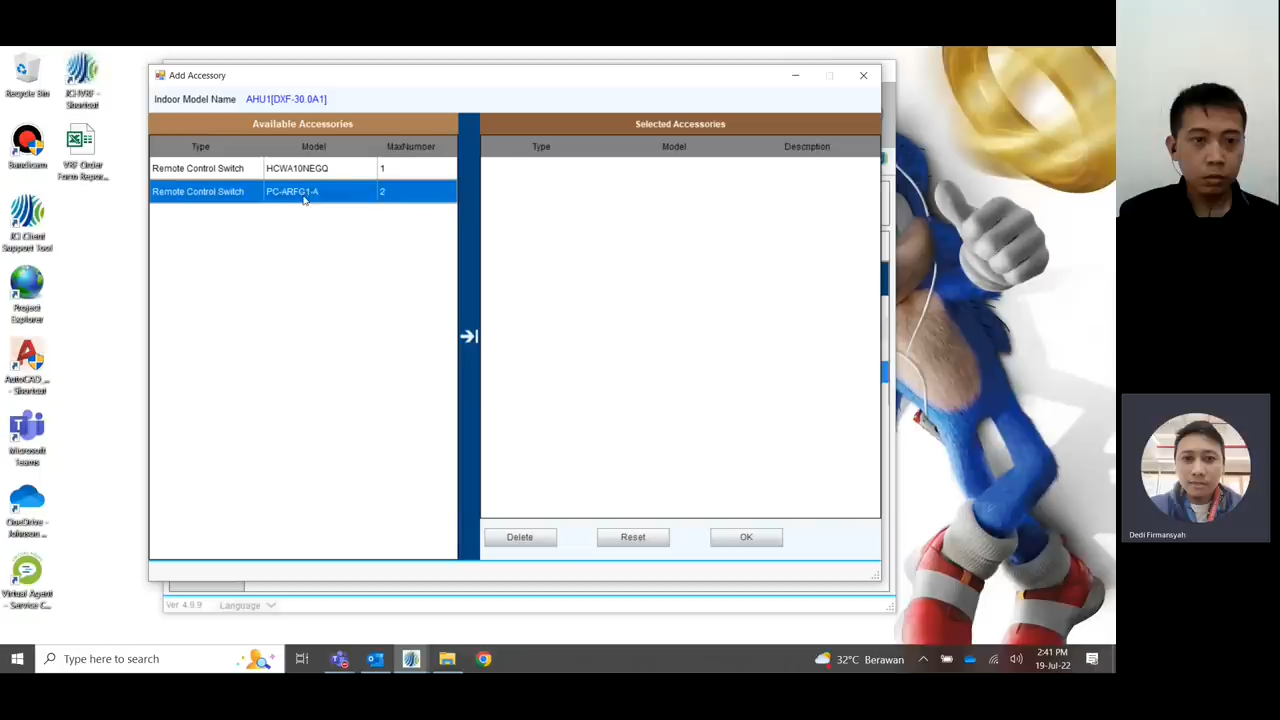 Recycle Bin
JCI VRF - Shortcut
Bandicam
VRF Order Form Repor...
JCI Client Support Tool
Project Explorer
AutoCAD_... - Shortcut
Microsoft Teams
OneDrive - Johnson ...
Virtual Agent - Service C...
Add Accessory
Indoor Model Name AHU1[DXF-30.0A1]
Available Accessories
Type Model MaxNumber
Remote Control Switch HCWA10NEGQ 1
Remote Control Switch PC-ARFG1-A 2
Selected Accessories
Type Model Description
Delete Reset OK
Ver 4.9.9 Language
Type here to search
32°C Berawan
2:41 PM
19-Jul-22
Dedi Firmansyah